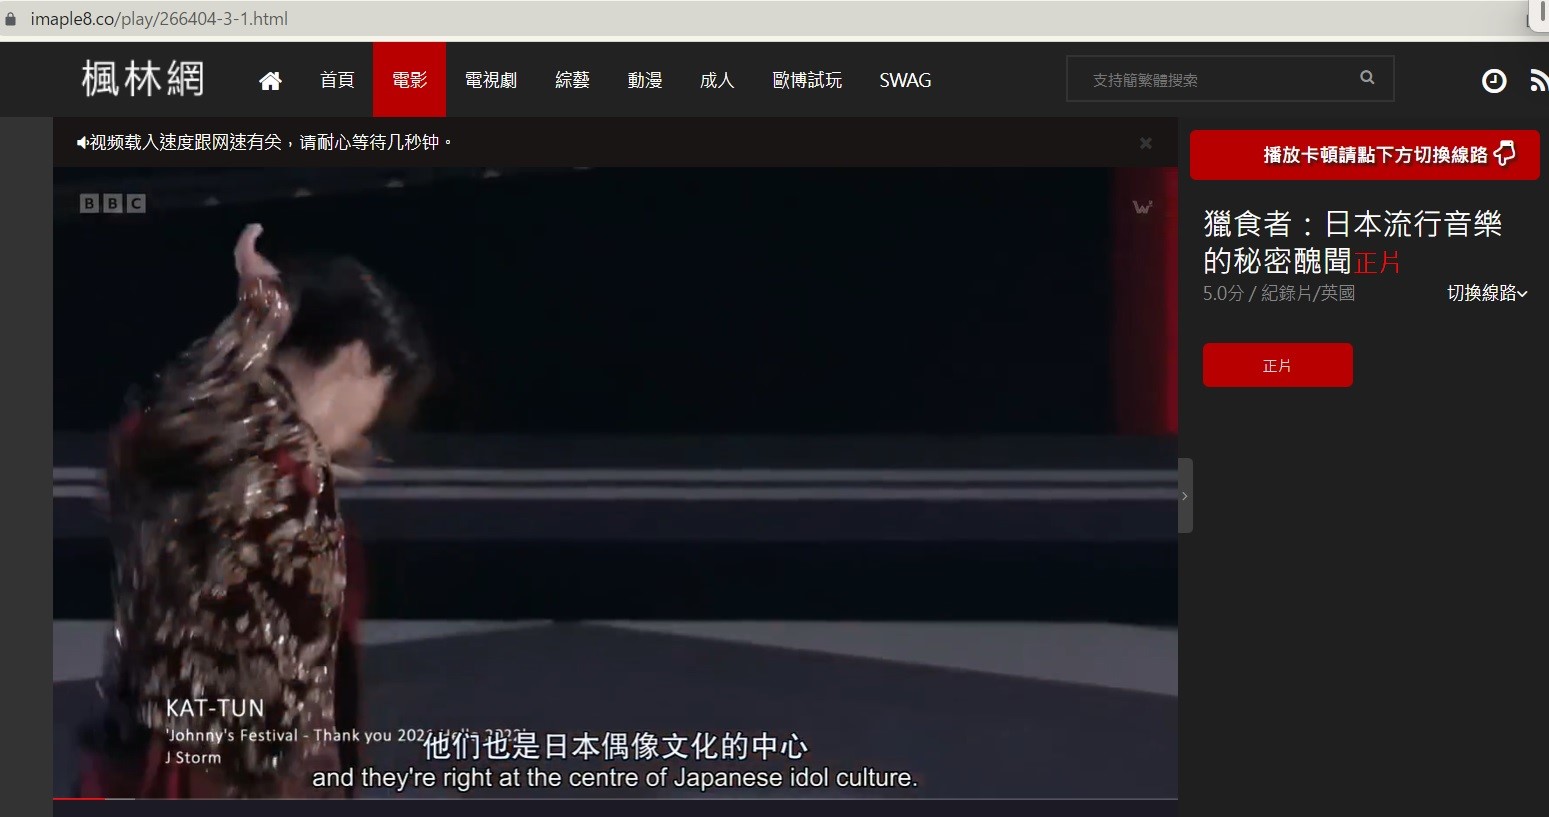 imaple8.co/play/266404-3-1.html
楓林網
首頁
電影
電視劇
綜藝
動漫
成人
歐博試玩
SWAG
支持簡繁體搜索
视频载入速度跟网速有关，请耐心等待几秒钟。
×
播放卡頓請點下方切換線路
BBC
獵食者：日本流行音樂
的秘密醜聞正片
5.0分 / 紀錄片/英國
切換線路
正片
KAT-TUN
'Johnny's Festival - Thank you 2021
J Storm
他们也是日本偶像文化的中心
and they're right at the centre of Japanese idol culture.